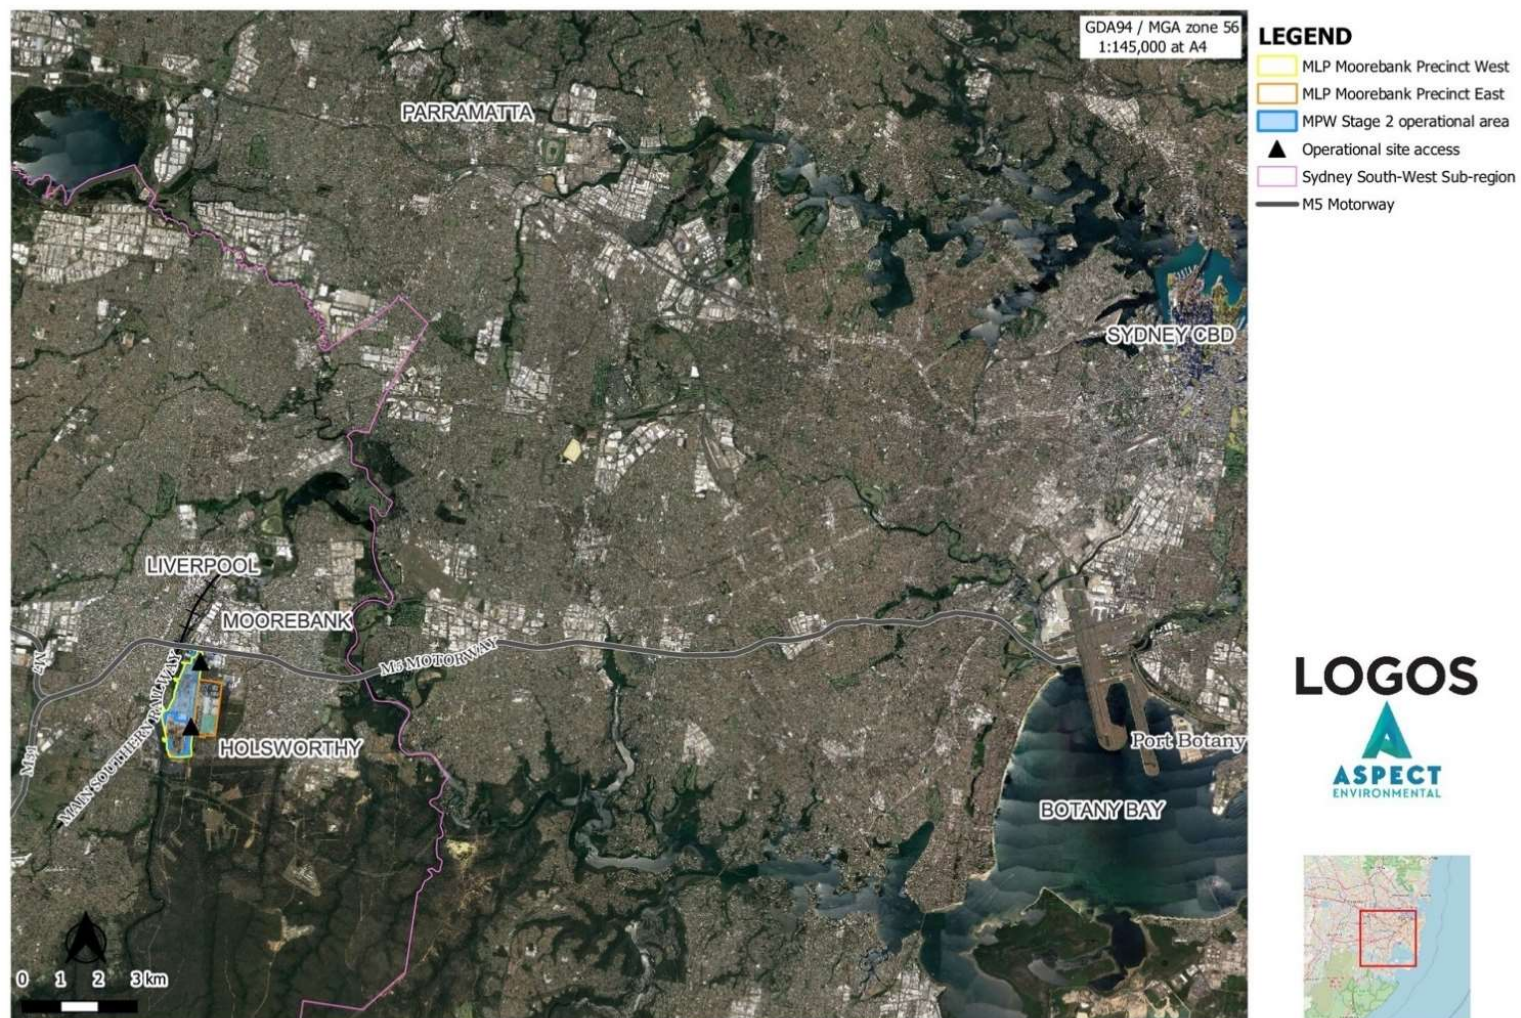 GDA94 / MGA zone 56
1:145,000 at A4
LEGEND
MLP Moorebank Precinct West
MLP Moorebank Precinct East
MPW Stage 2 operational area
Operational site access
Sydney South-West Sub-region
M5 Motorway
PARRAMATTA
SYDNEY CBD
LIVERPOOL
MOOREBANK
M7
M5 MOTORWAY
MAIN SOUTHERN RAILWAY
M31
HOLSWORTHY
Port Botany
BOTANY BAY
LOGOS
ASPECT
ENVIRONMENTAL
0 1 2 3 km